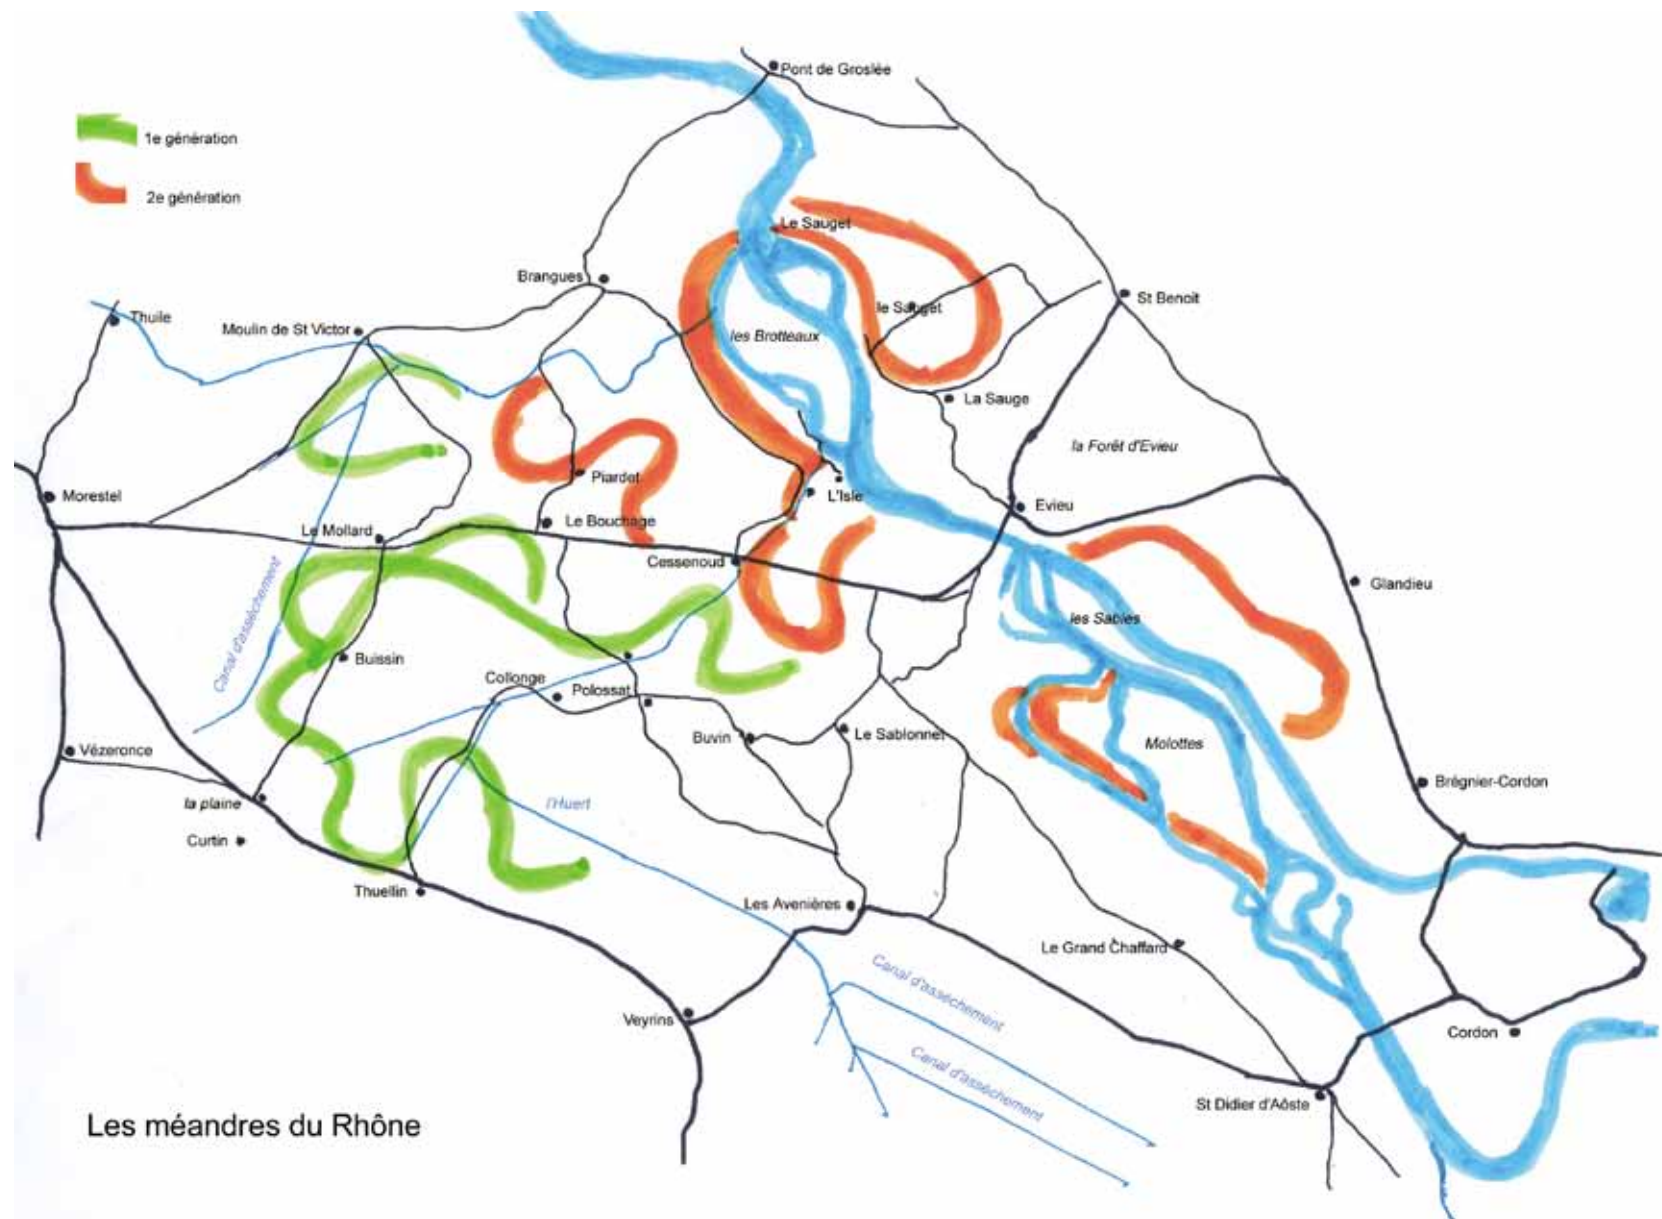 Pont de Groslée
1e génération
2e génération
Le Sauget
Brangues
St Benoit
le Sauget
Thuile
Moulin de St Victor
les Brotteaux
La Sauge
la Forêt d'Evieu
Piardet
Morestel
L'Isle
Evieu
Le Bouchage
Le Mollard
Cessenoud
Glandieu
Canal d'assèchement
les Sables
Buissin
Collonge
Polossat
Buvin
Le Sablonnet
Molottes
Vézeronce
Brégnier-Cordon
la plaine
l'Huert
Curtin
Thuellin
Les Avenières
Le Grand Chaffard
Canal d'assèchement
Veyrins
Cordon
Canal d'assèchement
St Didier d'Aôste
Les méandres du Rhône